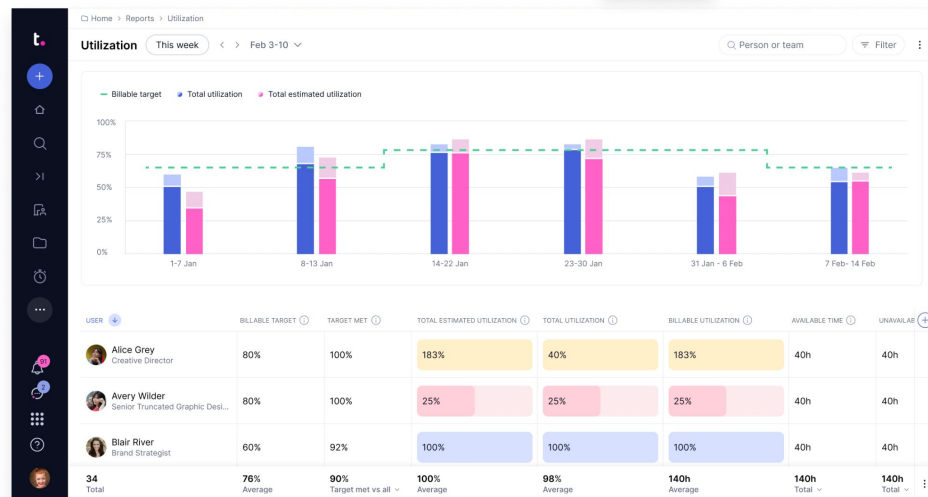 Home > Reports > Utilization
t.
Utilization This week < > Feb 3-10 Person or team Filter
Billable target Total utilization Total estimated utilization
100%
75%
50%
25%
0%
1-7 Jan 8-13 Jan 14-22 Jan 23-30 Jan 31 Jan - 6 Feb 7 Feb- 14 Feb
USER BILLABLE TARGET TARGET MET TOTAL ESTIMATED UTILIZATION TOTAL UTILIZATION BILLABLE UTILIZATION AVAILABLE TIME UNAVAILAB
Alice Grey
Creative Director
80% 100% 183% 40% 183% 40h 40h
91
Avery Wilder
Senior Truncated Graphic Desi...
80% 100% 25% 25% 25% 40h 40h
2
Blair River
Brand Strategist
60% 92% 100% 100% 100% 40h 40h
34 76% 90% 100% 98% 140h 140h 140h
Total Average Target met vs all Average Average Average Total Total